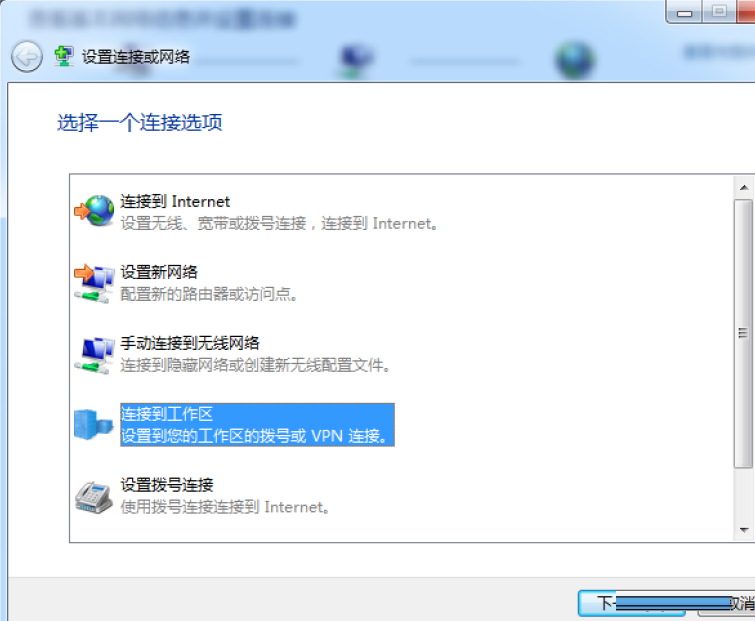 设置连接或网络
选择一个连接选项
连接到 Internet
设置无线、宽带或拨号连接，连接到 Internet。
设置新网络
配置新的路由器或访问点。
手动连接到无线网络
连接到隐藏网络或创建新无线配置文件。
连接到工作区
设置到您的工作区的拨号或 VPN 连接。
设置拨号连接
使用拨号连接连接到 Internet。
下一
取消